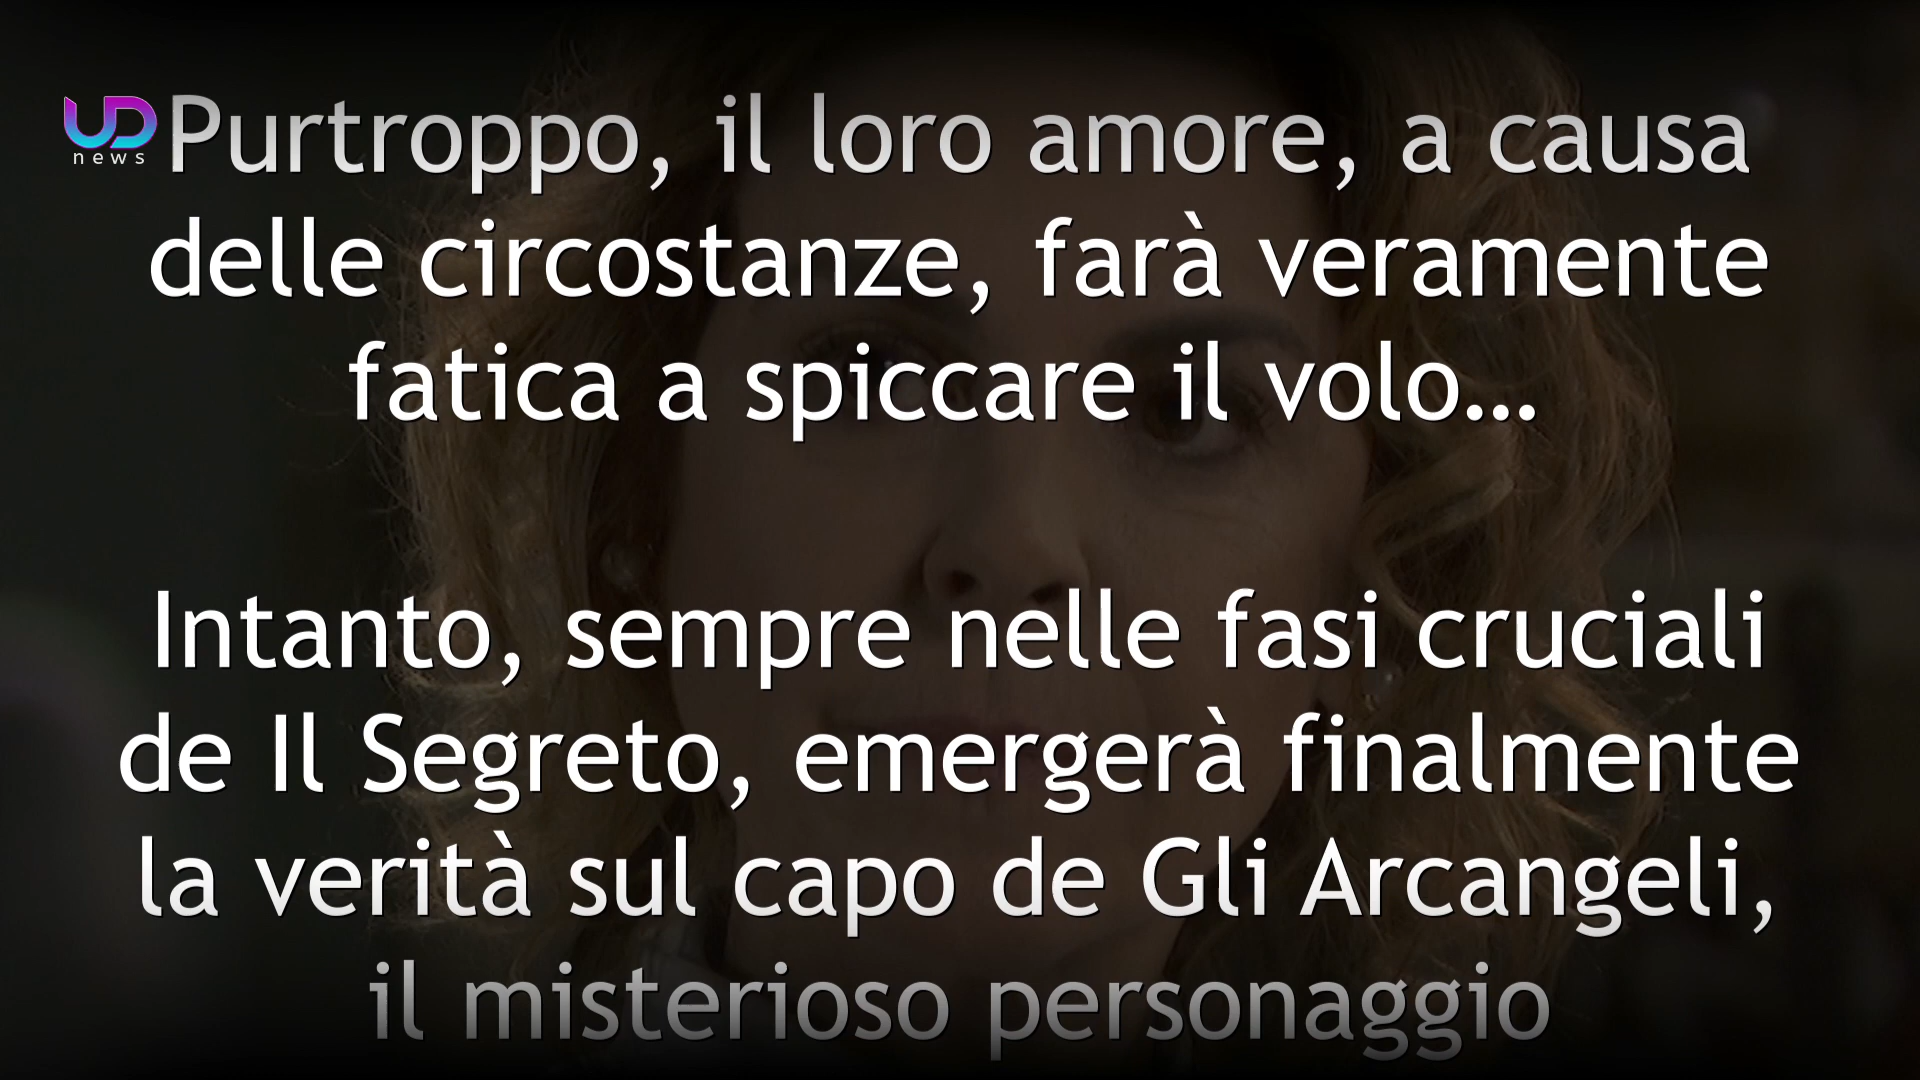 UD
news
Purtroppo, il loro amore, a causa
delle circostanze, farà veramente
fatica a spiccare il volo...
Intanto, sempre nelle fasi cruciali
de Il Segreto, emergerà finalmente
la verità sul capo de Gli Arcangeli,
il misterioso personaggio